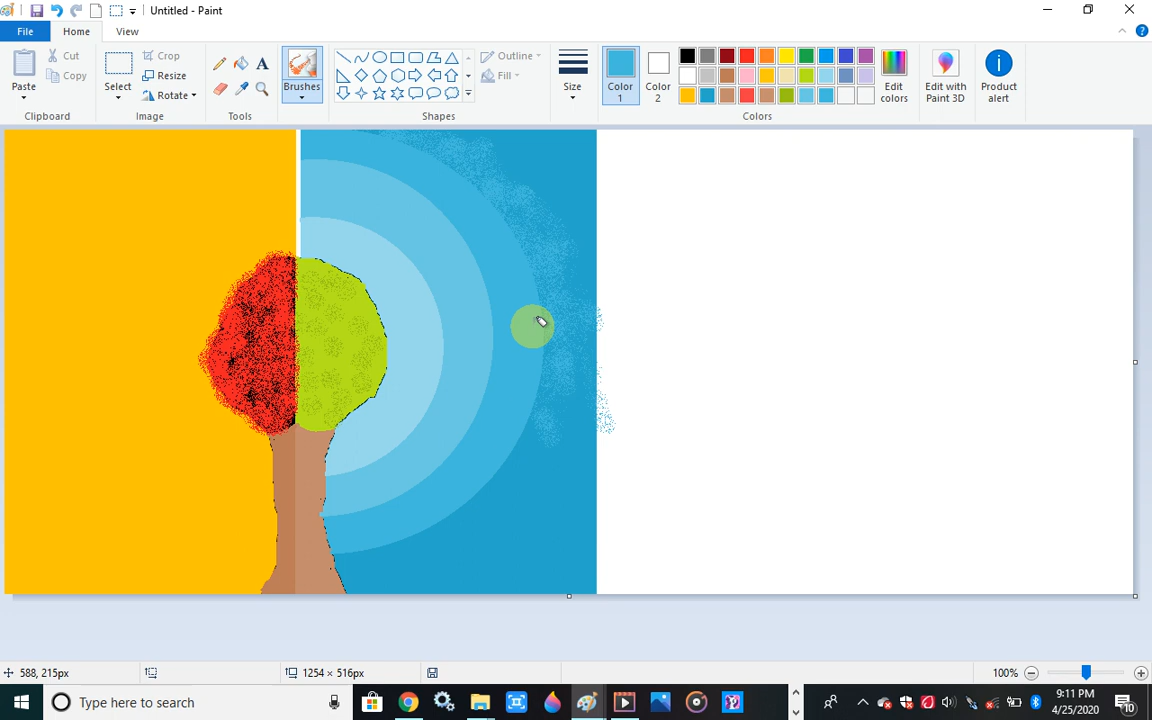 Untitled - Paint
File
Home
View
Paste
Cut
Copy
Clipboard
Select
Crop
Resize
Rotate
Image
A
Tools
Brushes
Outline
Fill
Shapes
Size
Color 1
Color 2
Edit colors
Colors
Edit with Paint 3D
Product alert
588, 215px
1254 × 516px
100%
Type here to search
9:11 PM
4/25/2020
10